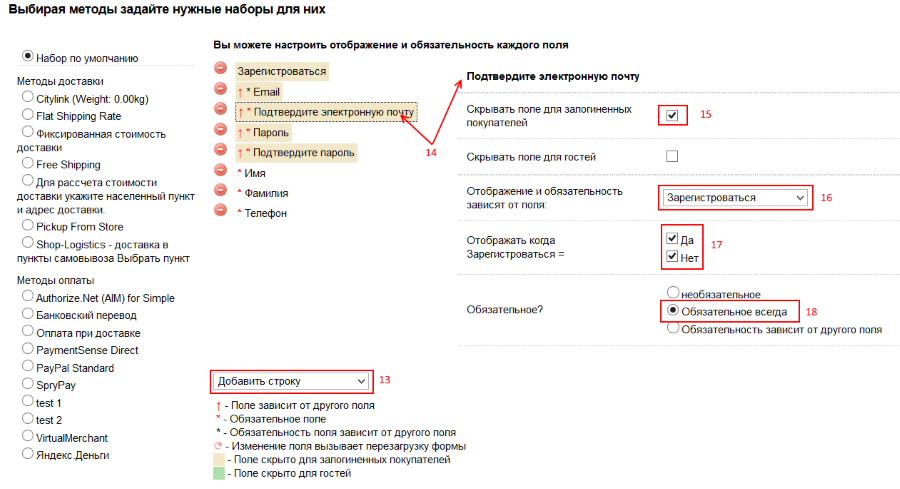 Выбирая методы задайте нужные наборы для них
Набор по умолчанию
Методы доставки
Citylink (Weight: 0.00kg)
Flat Shipping Rate
Фиксированная стоимость
доставки
Free Shipping
Для рассчета стоимости
доставки укажите населенный пункт
и адрес доставки.
Pickup From Store
Shop-Logistics - доставка в
пункты самовывоза Выбрать пункт
Методы оплаты
Authorize.Net (AIM) for Simple
Банковский перевод
Оплата при доставке
PaymentSense Direct
PayPal Standard
SpryPay
test 1
test 2
VirtualMerchant
Яндекс.Деньги
Вы можете настроить отображение и обязательность каждого поля
Зарегистроваться
↑ * Email
↑ * Подтвердите электронную почту
↑ * Пароль
↑ * Подтвердите пароль
* Имя
* Фамилия
* Телефон
14
Добавить строку 13
↑ - Поле зависит от другого поля
* - Обязательное поле
* - Обязательность поля зависит от другого поля
- Изменение поля вызывает перезагрузку формы
- Поле скрыто для залогиненных покупателей
- Поле скрыто для гостей
Подтвердите электронную почту
Скрывать поле для залогиненных
покупателей
15
Скрывать поле для гостей
Отображение и обязательность
зависят от поля:
Зарегистроваться 16
Отображать когда
Зарегистроваться =
Да
Нет
17
Обязательное?
необязательное
Обязательное всегда 18
Обязательность зависит от другого поля